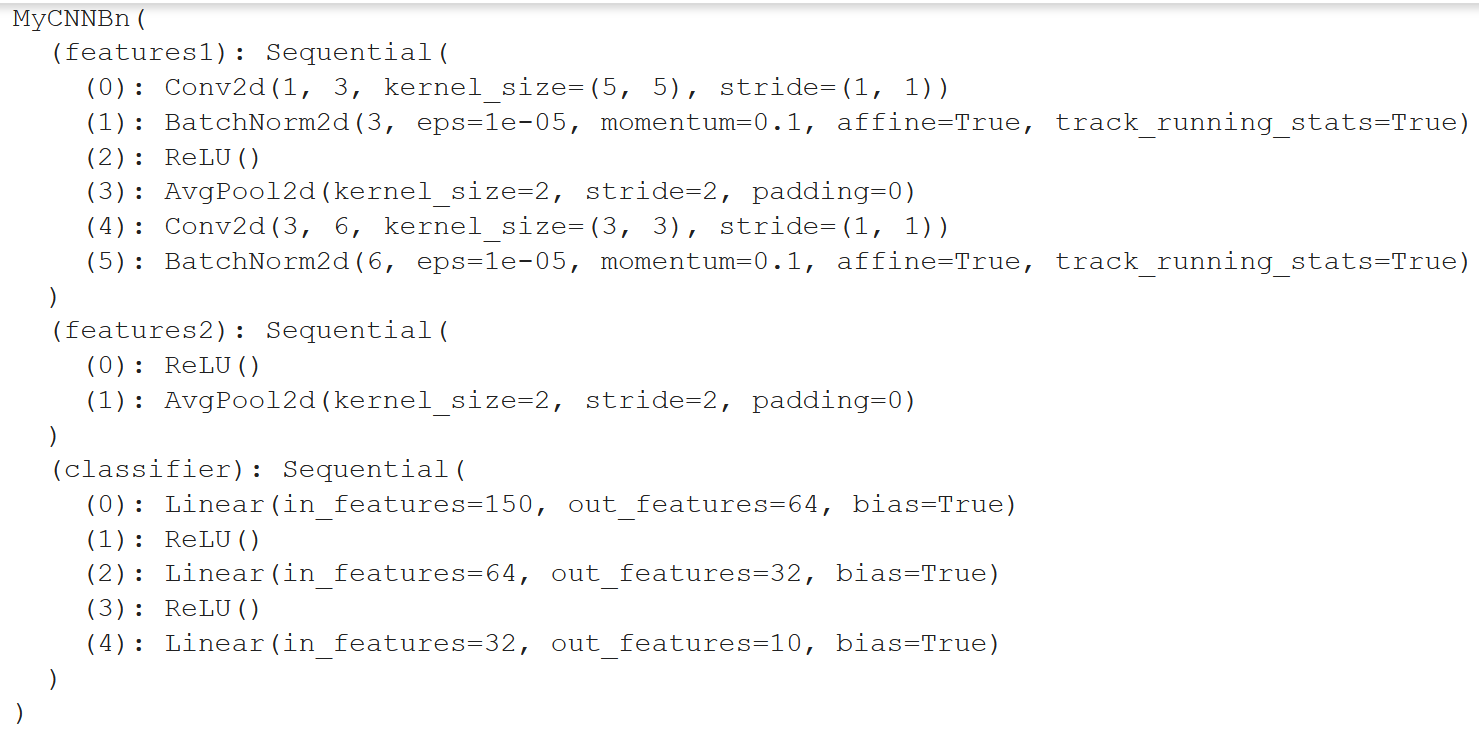 MyCNNBn(
  (features1): Sequential(
    (0): Conv2d(1, 3, kernel_size=(5, 5), stride=(1, 1))
    (1): BatchNorm2d(3, eps=1e-05, momentum=0.1, affine=True, track_running_stats=True)
    (2): ReLU()
    (3): AvgPool2d(kernel_size=2, stride=2, padding=0)
    (4): Conv2d(3, 6, kernel_size=(3, 3), stride=(1, 1))
    (5): BatchNorm2d(6, eps=1e-05, momentum=0.1, affine=True, track_running_stats=True)
  )
  (features2): Sequential(
    (0): ReLU()
    (1): AvgPool2d(kernel_size=2, stride=2, padding=0)
  )
  (classifier): Sequential(
    (0): Linear(in_features=150, out_features=64, bias=True)
    (1): ReLU()
    (2): Linear(in_features=64, out_features=32, bias=True)
    (3): ReLU()
    (4): Linear(in_features=32, out_features=10, bias=True)
  )
)